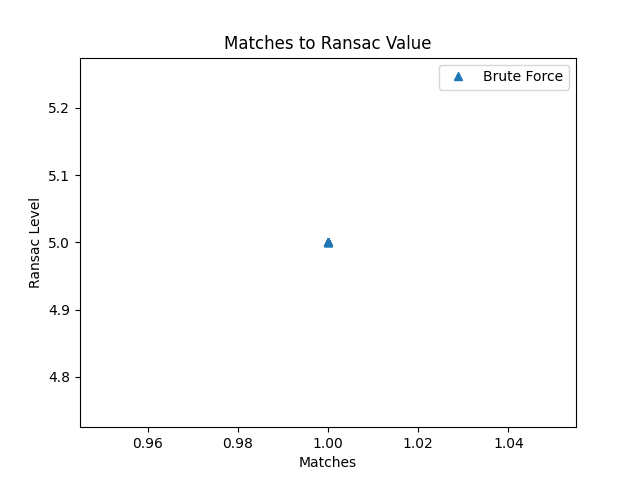 Matches to Ransac Value
Brute Force
Ransac Level
5.2
5.1
5.0
4.9
4.8
0.96 0.98 1.00 1.02 1.04
Matches